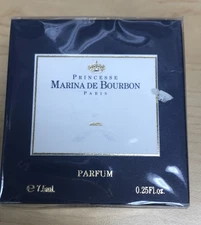 PRINCESSE
MARINA DE BOURBON
PARIS
PARFUM
℮ 7.5ml. 0.25Fl.oz.